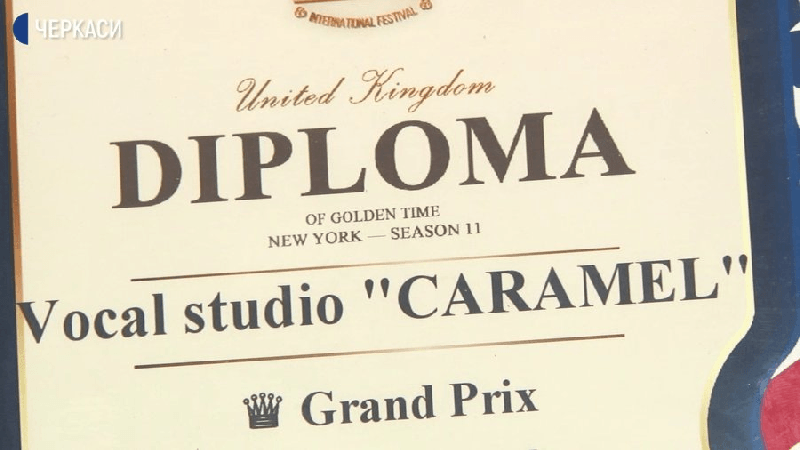 ЧЕРКАСИ
INTERNATIONAL FESTIVAL
United Kingdom
DIPLOMA
OF GOLDEN TIME
NEW YORK — SEASON 11
Vocal studio "CARAMEL"
Grand Prix